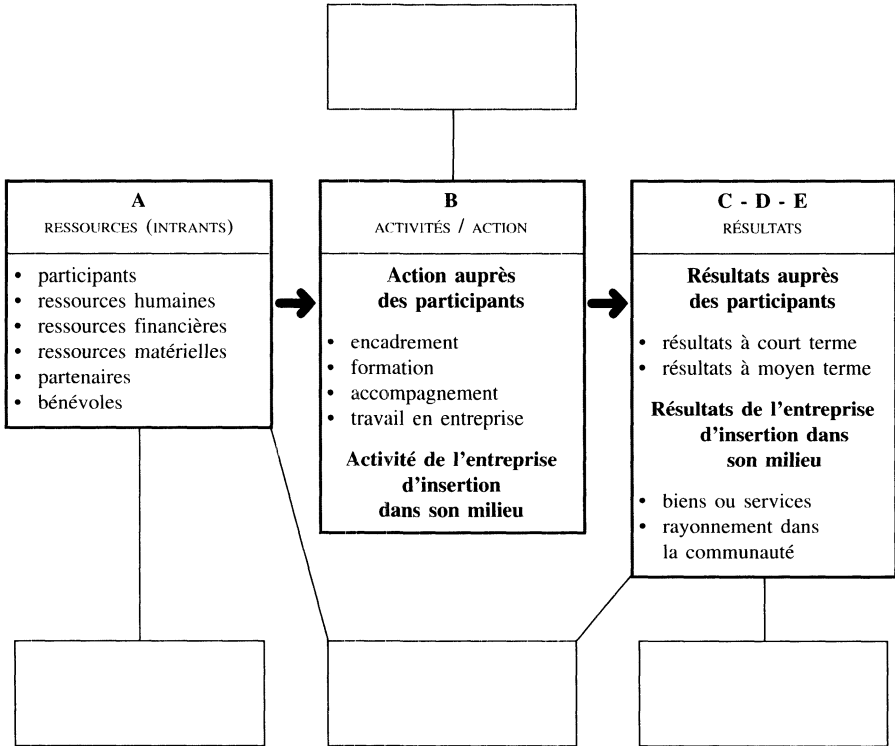 A
RESSOURCES (INTRANTS)
• participants
• ressources humaines
• ressources financières
• ressources matérielles
• partenaires
• bénévoles
B
ACTIVITÉS / ACTION
Action auprès
des participants
• encadrement
• formation
• accompagnement
• travail en entreprise
Activité de l'entreprise
d'insertion
dans son milieu
C - D - E
RÉSULTATS
Résultats auprès
des participants
• résultats à court terme
• résultats à moyen terme
Résultats de l'entreprise
d'insertion dans
son milieu
• biens ou services
• rayonnement dans
la communauté